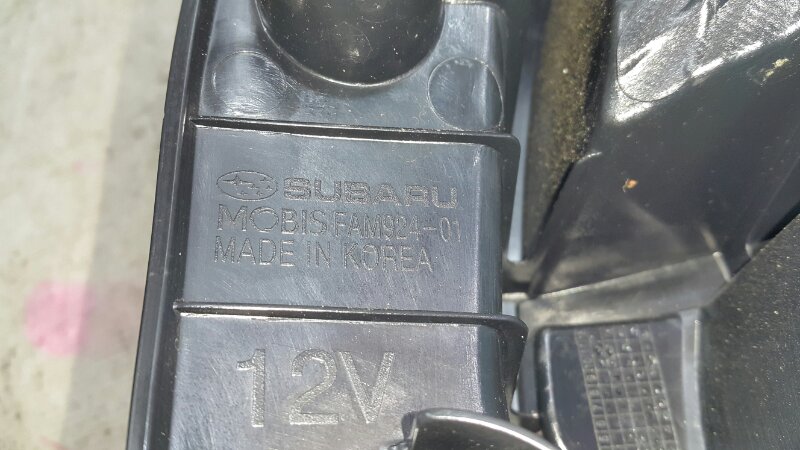 SUBARU
MOBIS FAM924-01
MADE IN KOREA
12V